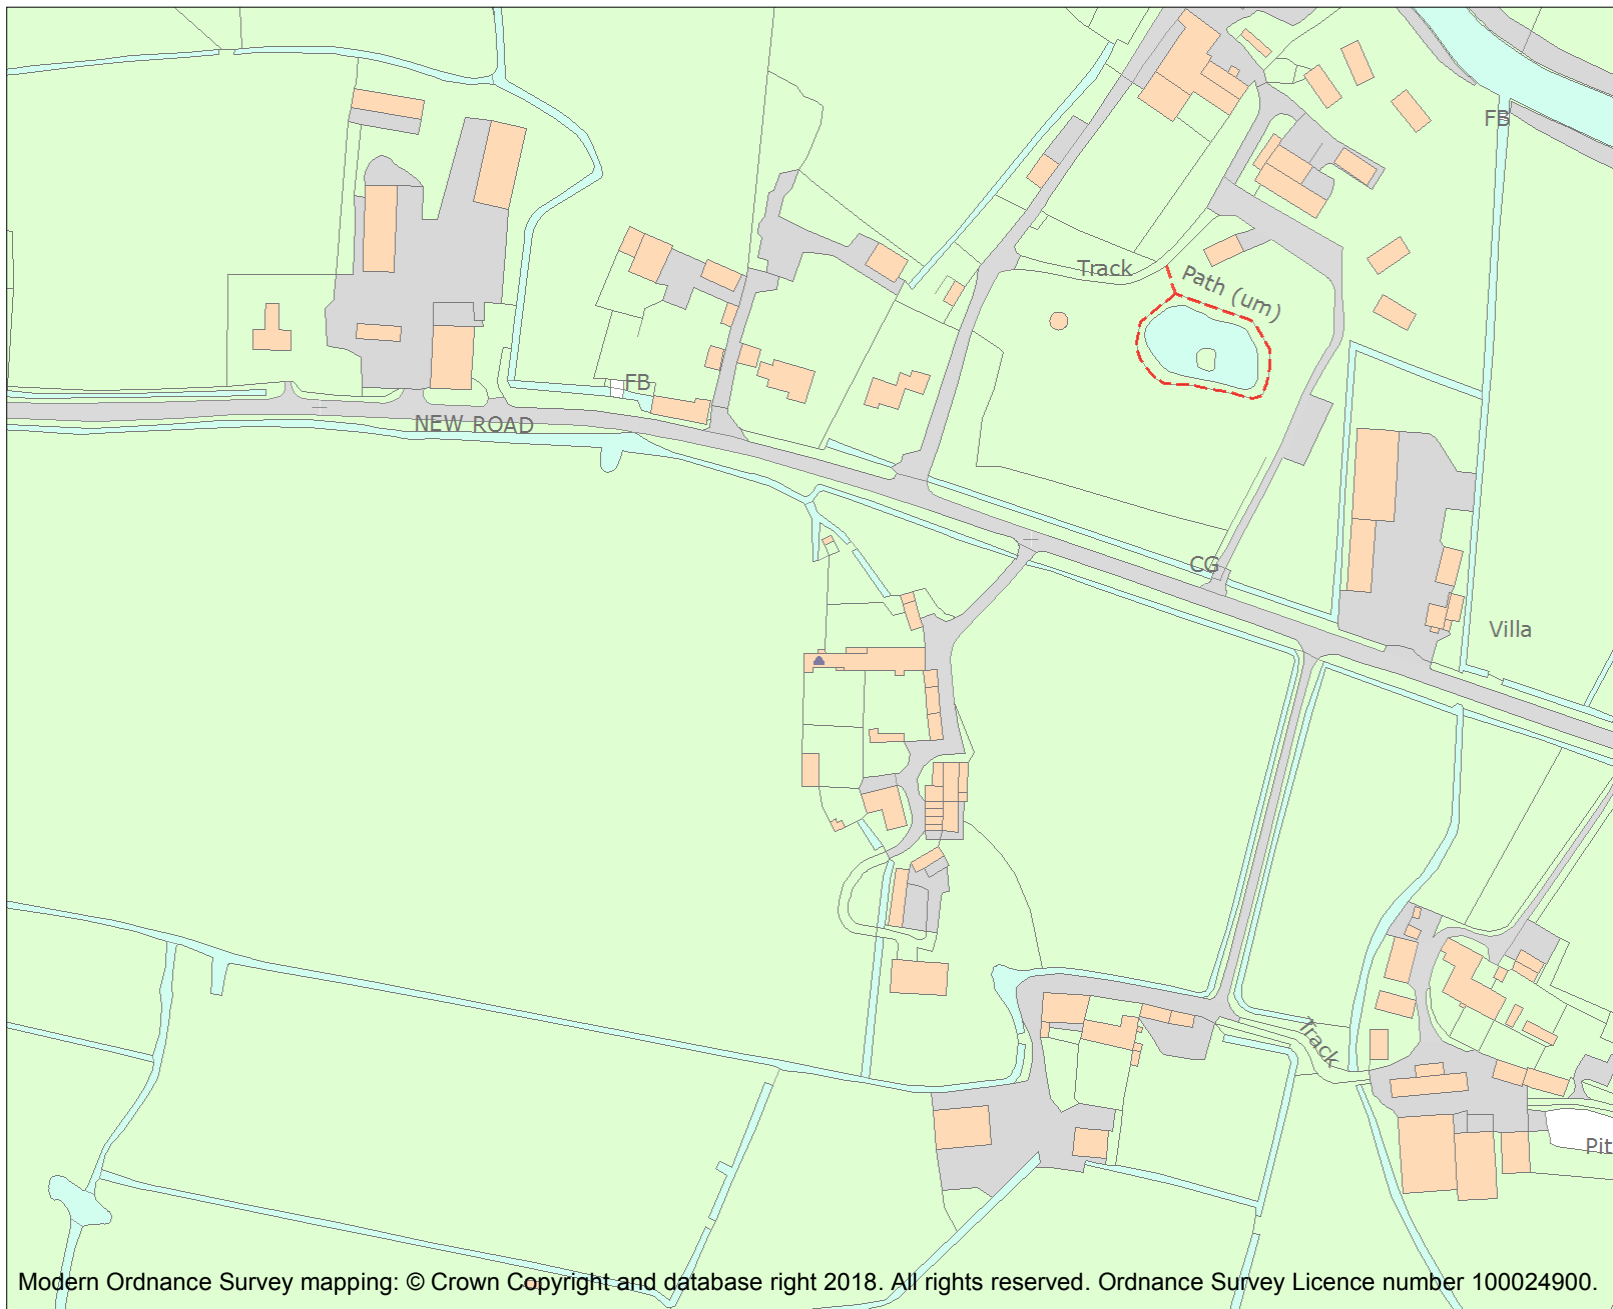 FB
Track
Path (um)
FB
NEW ROAD
CG
Villa
Track
Pit
Modern Ordnance Survey mapping: © Crown Copyright and database right 2018. All rights reserved. Ordnance Survey Licence number 100024900.